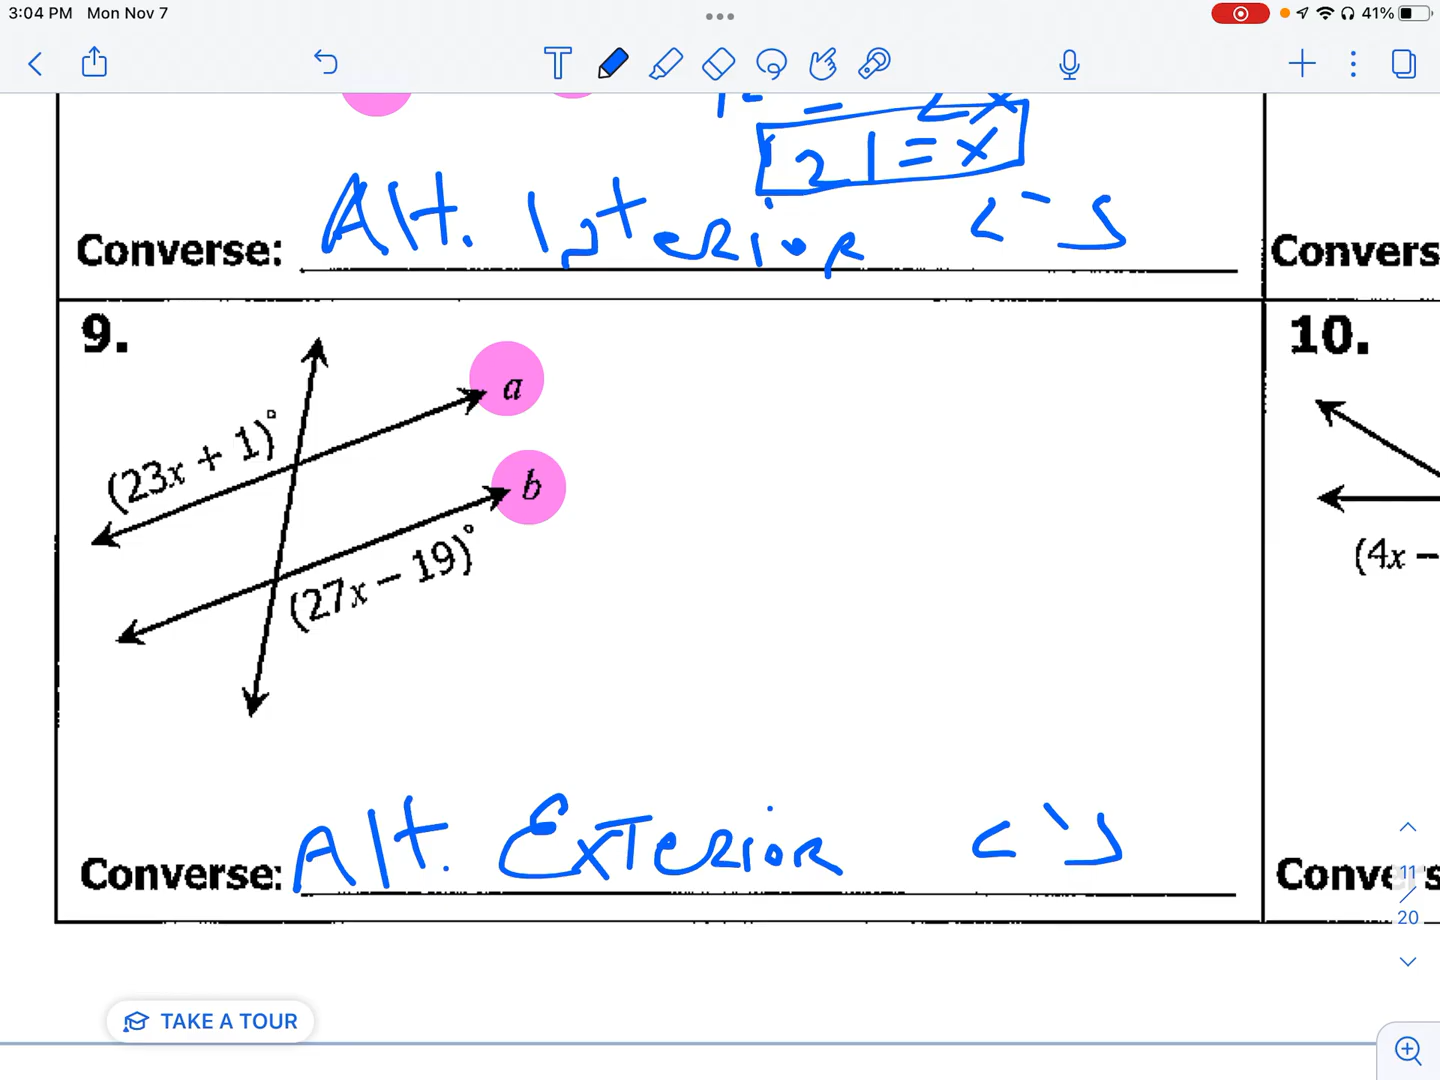 3:04 PM Mon Nov 7
41%
21 = x
Alt. Interior <'s
Converse:
Convers
9.
a
(23x + 1)°
b
(27x – 19)°
10.
(4x –
Alt. Exterior <'s
Converse:
Convers
11
20
TAKE A TOUR